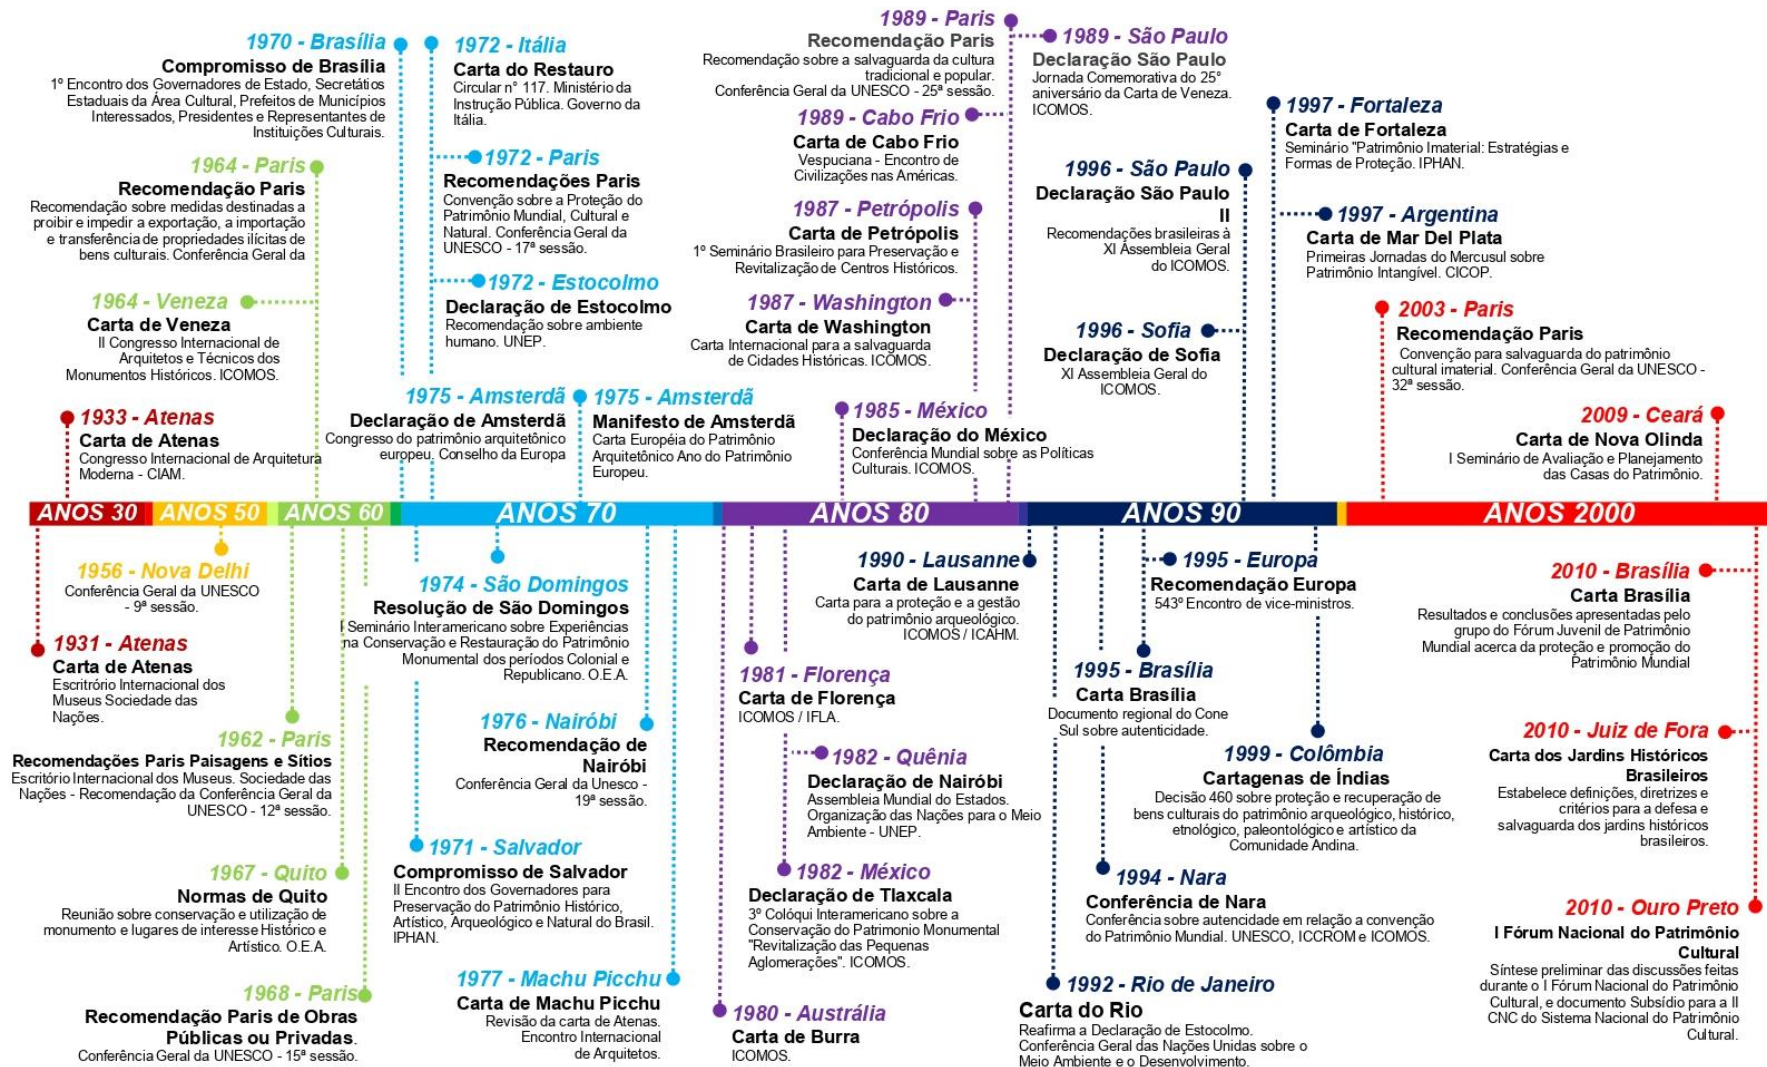 1970 - Brasília
Compromisso de Brasília
1º Encontro dos Governadores de Estado, Secretátios
Estaduais da Área Cultural, Prefeitos de Municípios
Interessados, Presidentes e Representantes de
Instituições Culturais.
1972 - Itália
Carta do Restauro
Circular n° 117. Ministério da
Instrução Pública. Governo da
Itália.
1989 - Paris
Recomendação Paris
Recomendação sobre a salvaguarda da cultura
tradicional e popular.
Conferência Geral da UNESCO - 25ª sessão.
1989 - São Paulo
Declaração São Paulo
Jornada Comemorativa do 25°
aniversário da Carta de Veneza.
ICOMOS.
1989 - Cabo Frio
Carta de Cabo Frio
Vespuciana - Encontro de
Civilizações nas Américas.
1997 - Fortaleza
Carta de Fortaleza
Seminário "Patrimônio Imaterial: Estratégias e
Formas de Proteção. IPHAN.
1964 - Paris
Recomendação Paris
Recomendação sobre medidas destinadas a
proibir e impedir a exportação, a importação
e transferência de propriedades ilícitas de
bens culturais. Conferência Geral da
1972 - Paris
Recomendações Paris
Convenção sobre a Proteção do
Patrimônio Mundial, Cultural e
Natural. Conferência Geral da
UNESCO - 17ª sessão.
1987 - Petrópolis
Carta de Petrópolis
1º Seminário Brasileiro para Preservação e
Revitalização de Centros Históricos.
1996 - São Paulo
Declaração São Paulo
II
Recomendações brasileiras à
XI Assembleia Geral
do ICOMOS.
1997 - Argentina
Carta de Mar Del Plata
Primeiras Jornadas do Mercusul sobre
Patrimônio Intangível. CICOP.
1964 - Veneza
Carta de Veneza
II Congresso Internacional de
Arquitetos e Técnicos dos
Monumentos Históricos. ICOMOS.
1972 - Estocolmo
Declaração de Estocolmo
Recomendação sobre ambiente
humano. UNEP.
1987 - Washington
Carta de Washington
Carta Internacional para a salvaguarda
de Cidades Históricas. ICOMOS.
1996 - Sofia
Declaração de Sofia
XI Assembleia Geral do
ICOMOS.
2003 - Paris
Recomendação Paris
Convenção para salvaguarda do patrimônio
cultural imaterial. Conferência Geral da UNESCO -
32ª sessão.
1933 - Atenas
Carta de Atenas
Congresso Internacional de Arquitetura
Moderna - CIAM.
1975 - Amsterdã
Declaração de Amsterdã
Congresso do patrimônio arquitetônico
europeu. Conselho da Europa
1975 - Amsterdã
Manifesto de Amsterdã
Carta Européia do Patrimônio
Arquitetônico Ano do Patrimônio
Europeu.
1985 - México
Declaração do México
Conferência Mundial sobre as Políticas
Culturais. ICOMOS.
2009 - Ceará
Carta de Nova Olinda
I Seminário de Avaliação e Planejamento
das Casas do Patrimônio.
ANOS 30
ANOS 50
ANOS 60
ANOS 70
ANOS 80
ANOS 90
ANOS 2000
1956 - Nova Delhi
Conferência Geral da UNESCO
- 9ª sessão.
1931 - Atenas
Carta de Atenas
Escritrório Internacional dos
Museus Sociedade das
Nações.
1974 - São Domingos
Resolução de São Domingos
I Seminário Interamericano sobre Experiências
na Conservação e Restauração do Patrimônio
Monumental dos períodos Colonial e
Republicano. O.E.A.
1990 - Lausanne
Carta de Lausanne
Carta para a proteção e a gestão
do patrimônio arqueológico.
ICOMOS / ICAHM.
1995 - Europa
Recomendação Europa
543º Encontro de vice-ministros.
2010 - Brasília
Carta Brasília
Resultados e conclusões apresentadas pelo
grupo do Fórum Juvenil de Patrimônio
Mundial acerca da proteção e promoção do
Patrimônio Mundial
1981 - Florença
Carta de Florença
ICOMOS / IFLA.
1995 - Brasília
Carta Brasília
Documento regional do Cone
Sul sobre autenticidade.
1962 - Paris
Recomendações Paris Paisagens e Sítios
Escritório Internacional dos Museus. Sociedade das
Nações - Recomendação da Conferência Geral da
UNESCO - 12ª sessão.
1976 - Nairóbi
Recomendação de
Nairóbi
Conferência Geral da Unesco -
19ª sessão.
1982 - Quênia
Declaração de Nairóbi
Assembleia Mundial do Estados.
Organização das Nações para o Meio
Ambiente - UNEP.
1999 - Colômbia
Cartagenas de Índias
Decisão 460 sobre proteção e recuperação de
bens culturais do patrimônio arqueológico, histórico,
etnológico, paleontológico e artístico da
Comunidade Andina.
2010 - Juiz de Fora
Carta dos Jardins Históricos
Brasileiros
Estabelece definições, diretrizes e
critérios para a defesa e
salvaguarda dos jardins históricos
brasileiros.
1967 - Quito
Normas de Quito
Reunião sobre conservação e utilização de
monumento e lugares de interesse Histórico e
Artístico. O.E.A.
1971 - Salvador
Compromisso de Salvador
II Encontro dos Governadores para
Preservação do Patrimônio Histórico,
Artístico, Arqueológico e Natural do Brasil.
IPHAN.
1982 - México
Declaração de Tlaxcala
3º Colóqui Interamericano sobre a
Conservação do Patrimonio Monumental
"Revitalização das Pequenas
Aglomerações". ICOMOS.
1994 - Nara
Conferência de Nara
Conferência sobre autencidade em relação a convenção
do Patrimônio Mundial. UNESCO, ICCROM e ICOMOS.
2010 - Ouro Preto
I Fórum Nacional do Patrimônio
Cultural
Síntese preliminar das discussões feitas
durante o I Fórum Nacional do Patrimônio
Cultural, e documento Subsídio para a II
CNC do Sistema Nacional do Patrimônio
Cultural.
1968 - Paris
Recomendação Paris de Obras
Públicas ou Privadas.
Conferência Geral da UNESCO - 15ª sessão.
1977 - Machu Picchu
Carta de Machu Picchu
Revisão da carta de Atenas.
Encontro Internacional
de Arquitetos.
1980 - Austrália
Carta de Burra
ICOMOS.
1992 - Rio de Janeiro
Carta do Rio
Reafirma a Declaração de Estocolmo.
Conferência Geral das Nações Unidas sobre o
Meio Ambiente e o Desenvolvimento.